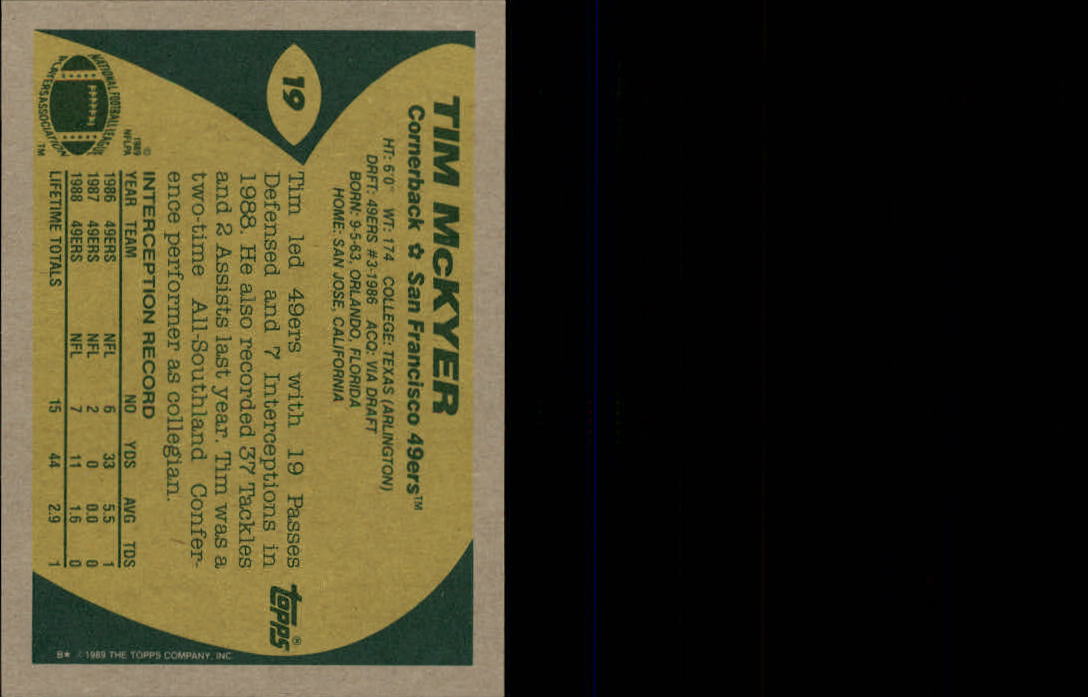 19
TIM McKYER
Cornerback ✿ San Francisco 49ers™
HT: 6'0" WT: 174 COLLEGE: TEXAS (ARLINGTON)
DRFT: 49ERS #3-1986 ACQ: VIA DRAFT
BORN: 9-5-63, ORLANDO, FLORIDA
HOME: SAN JOSE, CALIFORNIA
Tim led 49ers with 19 Passes
Defensed and 7 Interceptions in
1988. He also recorded 37 Tackles
and 2 Assists last year. Tim was a
two-time All-Southland Confer-
ence performer as collegian.
INTERCEPTION RECORD
YEAR TEAM NO YDS AVG TDS
1986 49ERS NFL 6 33 5.5 1
1987 49ERS NFL 2 0 0.0 0
1988 49ERS NFL 7 11 1.6 0
LIFETIME TOTALS 15 44 2.9 1
NATIONAL FOOTBALL LEAGUE
PLAYERS ASSOCIATION
™
©
1989
NFLPA
topps®
B* ©1989 THE TOPPS COMPANY, INC.